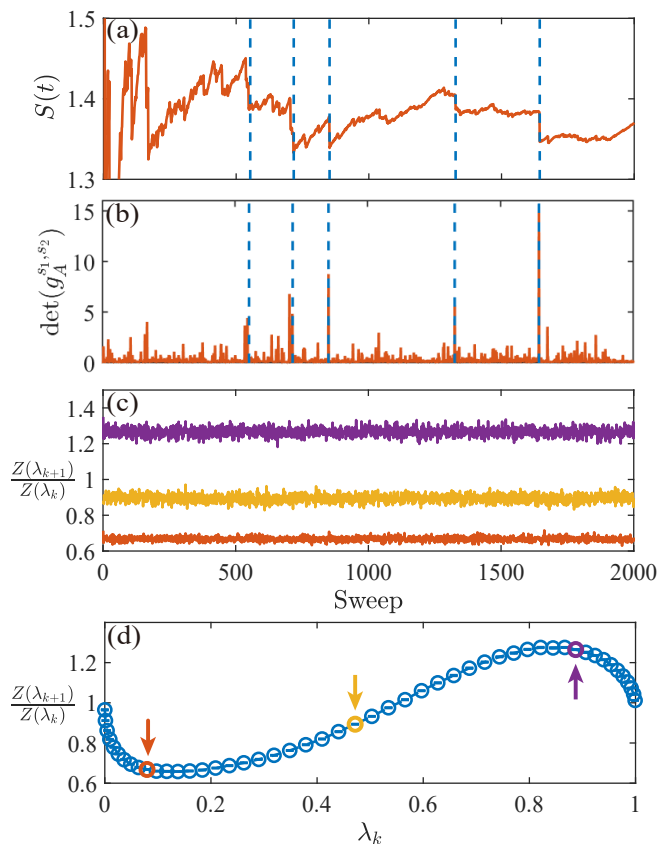 (a)
1.5
1.4
1.3
S(t)
(b)
15
10
5
0
det(g_A^{s_1,s_2})
(c)
1.4
1.2
1
0.8
0.6
Z(λ_{k+1})
Z(λ_k)
0 500 1000 1500 2000
Sweep
(d)
1.2
1.0
0.8
0.6
Z(λ_{k+1})
Z(λ_k)
0 0.2 0.4 0.6 0.8 1
λ_k